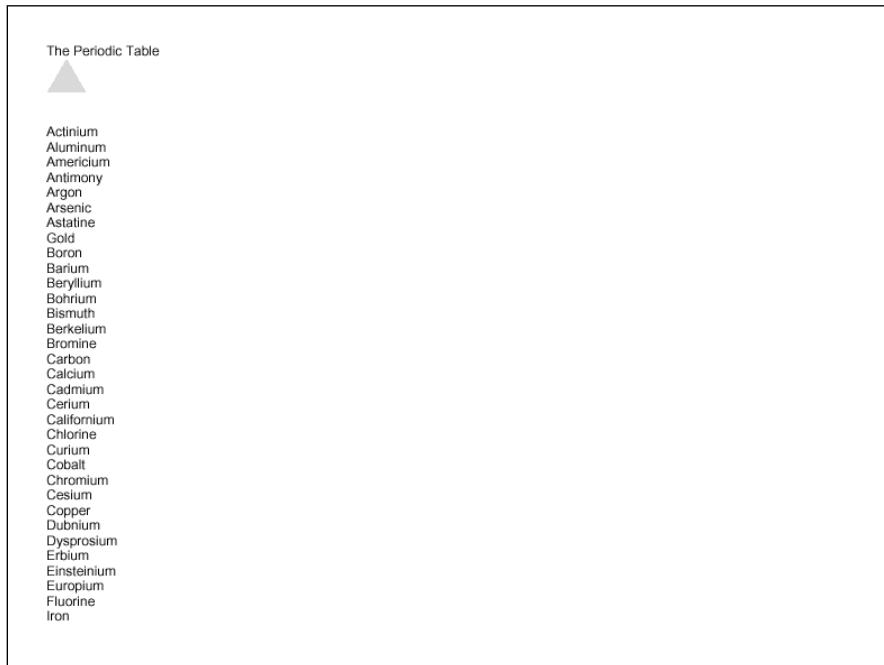 The Periodic Table
Actinium
Aluminum
Americium
Antimony
Argon
Arsenic
Astatine
Gold
Boron
Barium
Beryllium
Bohrium
Bismuth
Berkelium
Bromine
Carbon
Calcium
Cadmium
Cerium
Californium
Chlorine
Curium
Cobalt
Chromium
Cesium
Copper
Dubnium
Dysprosium
Erbium
Einsteinium
Europium
Fluorine
Iron